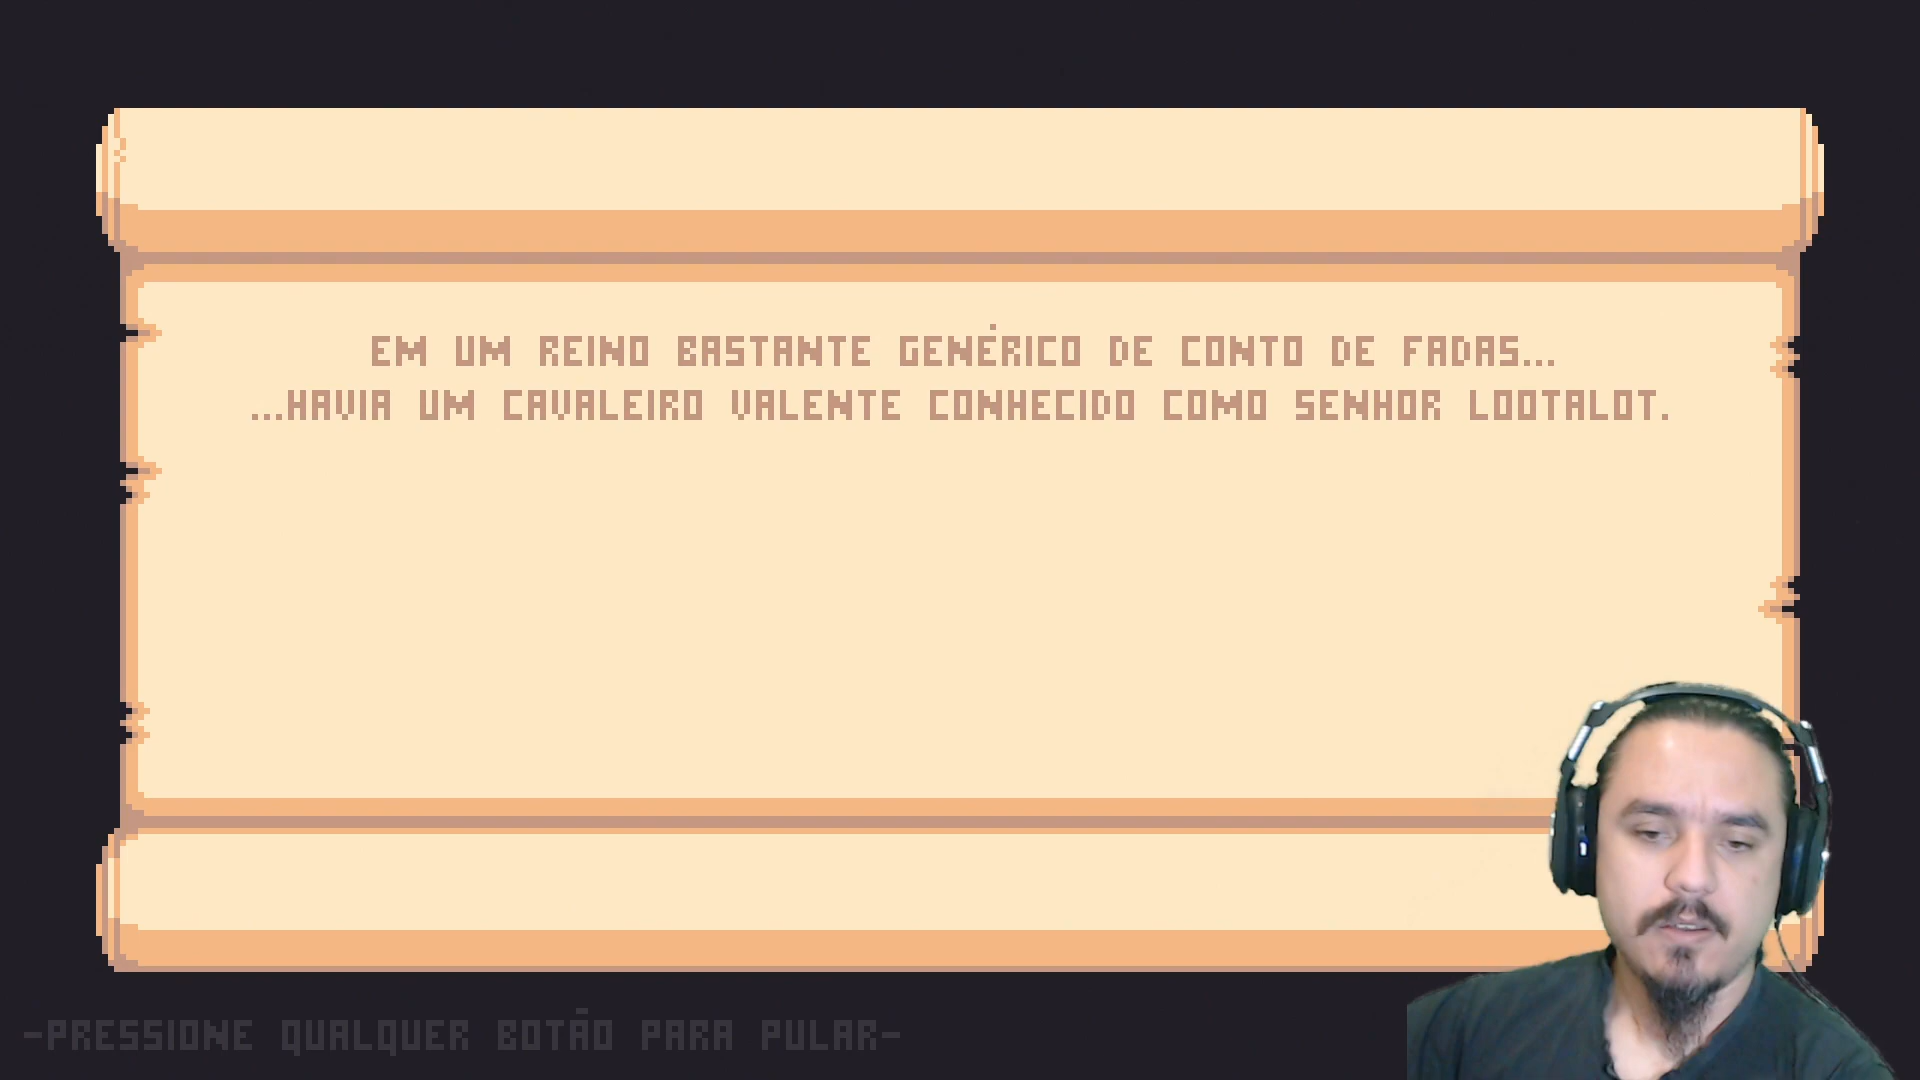 EM UM REINO BASTANTE GENÉRICO DE CONTO DE FADAS...
...HAVIA UM CAVALEIRO VALENTE CONHECIDO COMO SENHOR LOOTALOT.
-PRESSIONE QUALQUER BOTÃO PARA PULAR-